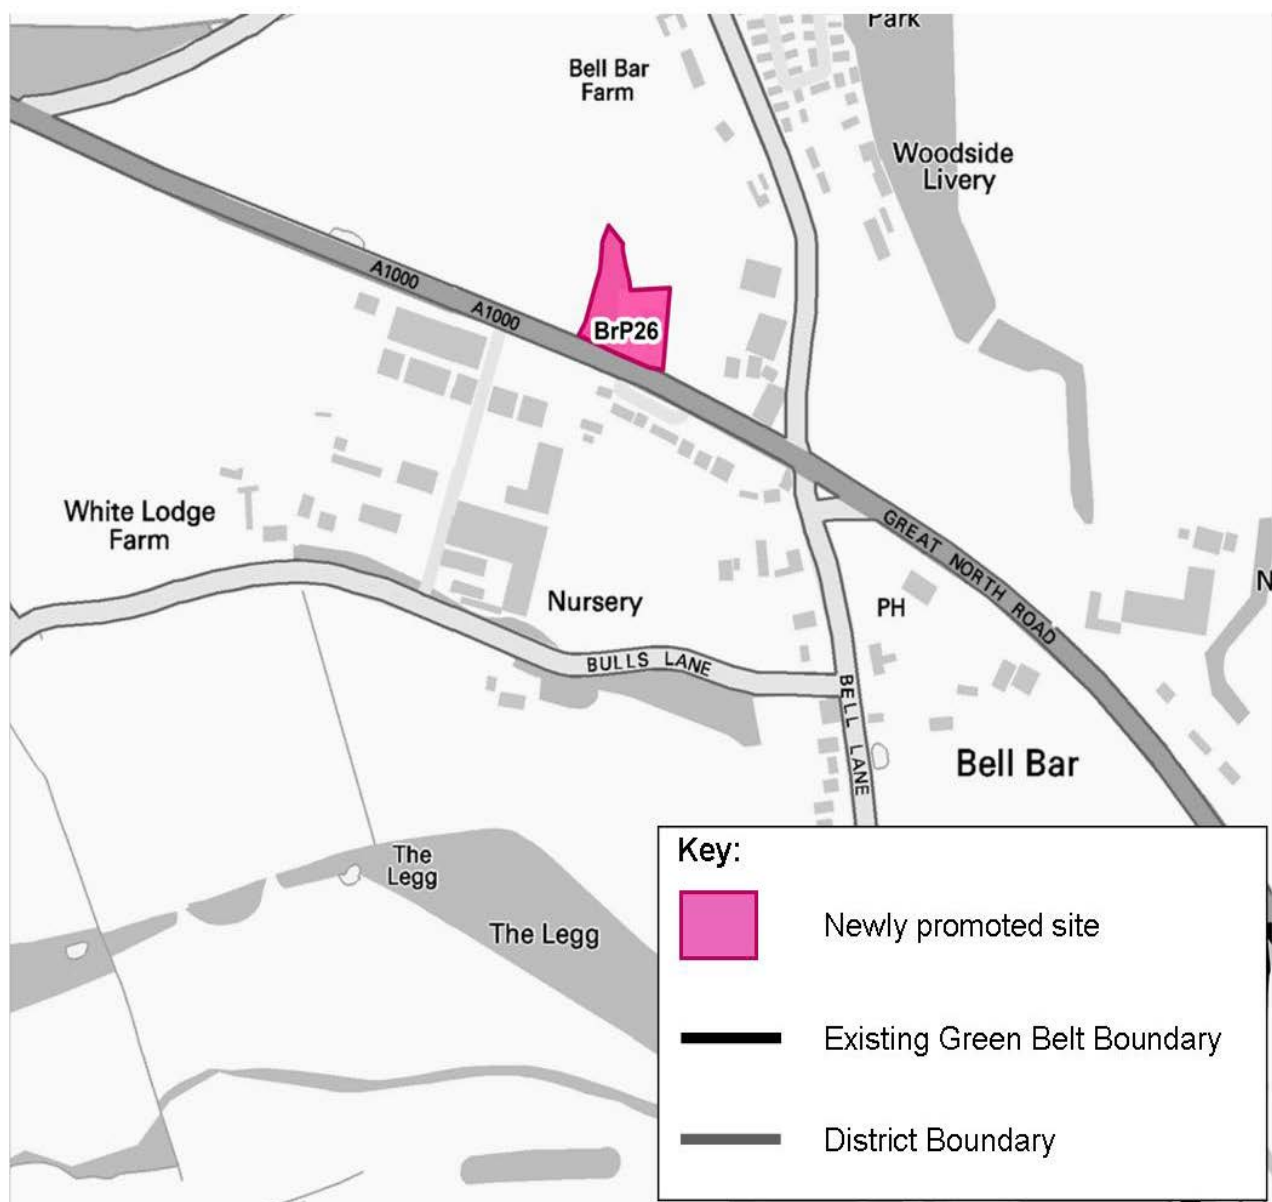 Park
Bell Bar
Farm
Woodside
Livery
A1000
A1000
BrP26
White Lodge
Farm
GREAT NORTH ROAD
N
Nursery
PH
BULLS LANE
BELL LANE
Bell Bar
The
Legg
The Legg
Key:
Newly promoted site
Existing Green Belt Boundary
District Boundary